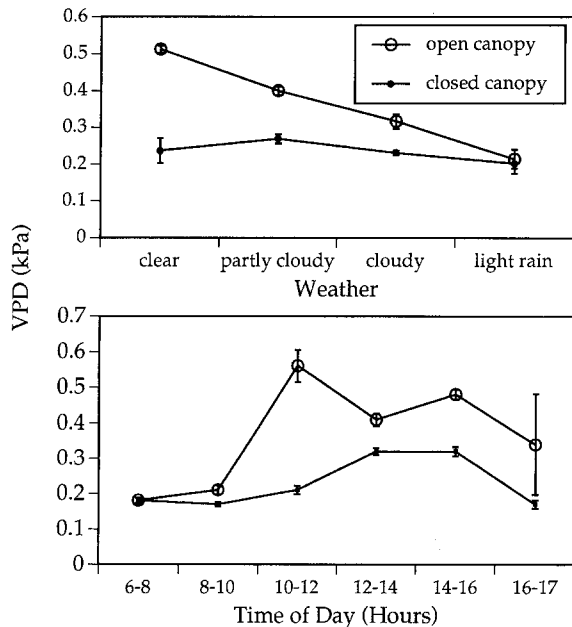 0.6
open canopy
closed canopy
0.5
0.4
0.3
0.2
0.1
0
clear partly cloudy cloudy light rain
Weather
VPD (kPa)
0.7
0.6
0.5
0.4
0.3
0.2
0.1
0
6-8 8-10 10-12 12-14 14-16 16-17
Time of Day (Hours)